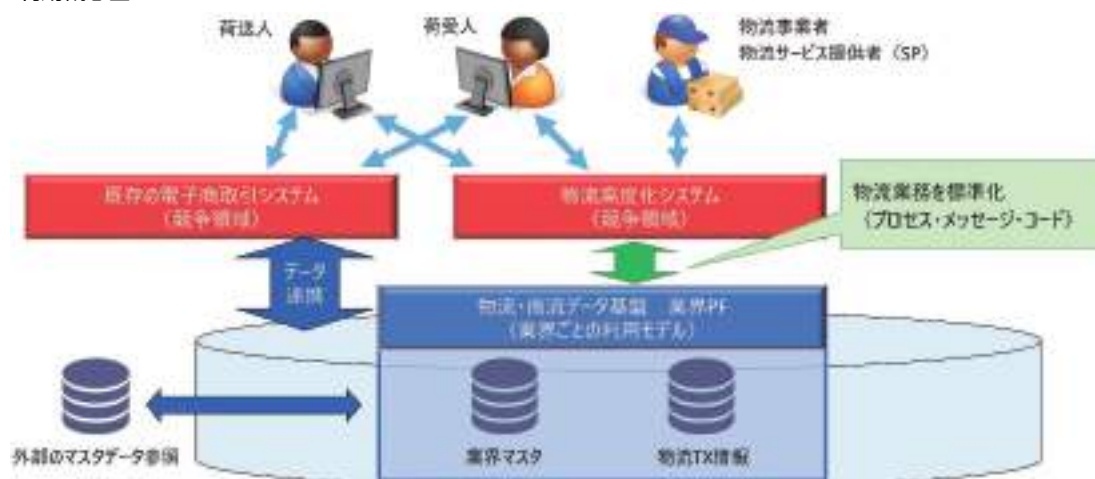 荷送人
荷受人
物流事業者
物流サービス提供者（SP）
既存の電子商取引システム
（競争領域）
物流高度化システム
（競争領域）
物流業務を標準化
（プロセス・メッセージ・コード）
データ
連携
物流・商流データ基盤　業界PF
（業界ごとの利用モデル）
外部のマスタデータ参照
業界マスタ
物流TX情報